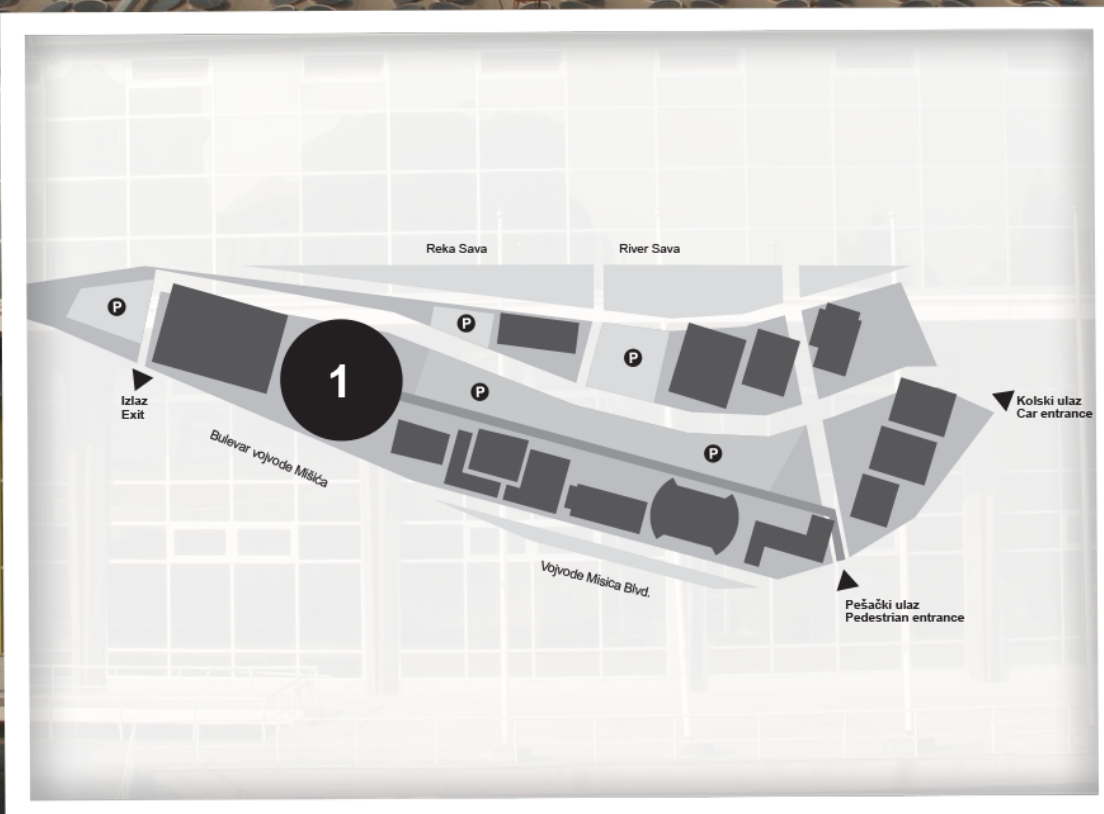 Reka Sava
River Sava
P
P
P
P
P
1
Izlaz
Exit
Kolski ulaz
Car entrance
Bulevar vojvode Mišića
Vojvode Misica Blvd.
Pešački ulaz
Pedestrian entrance